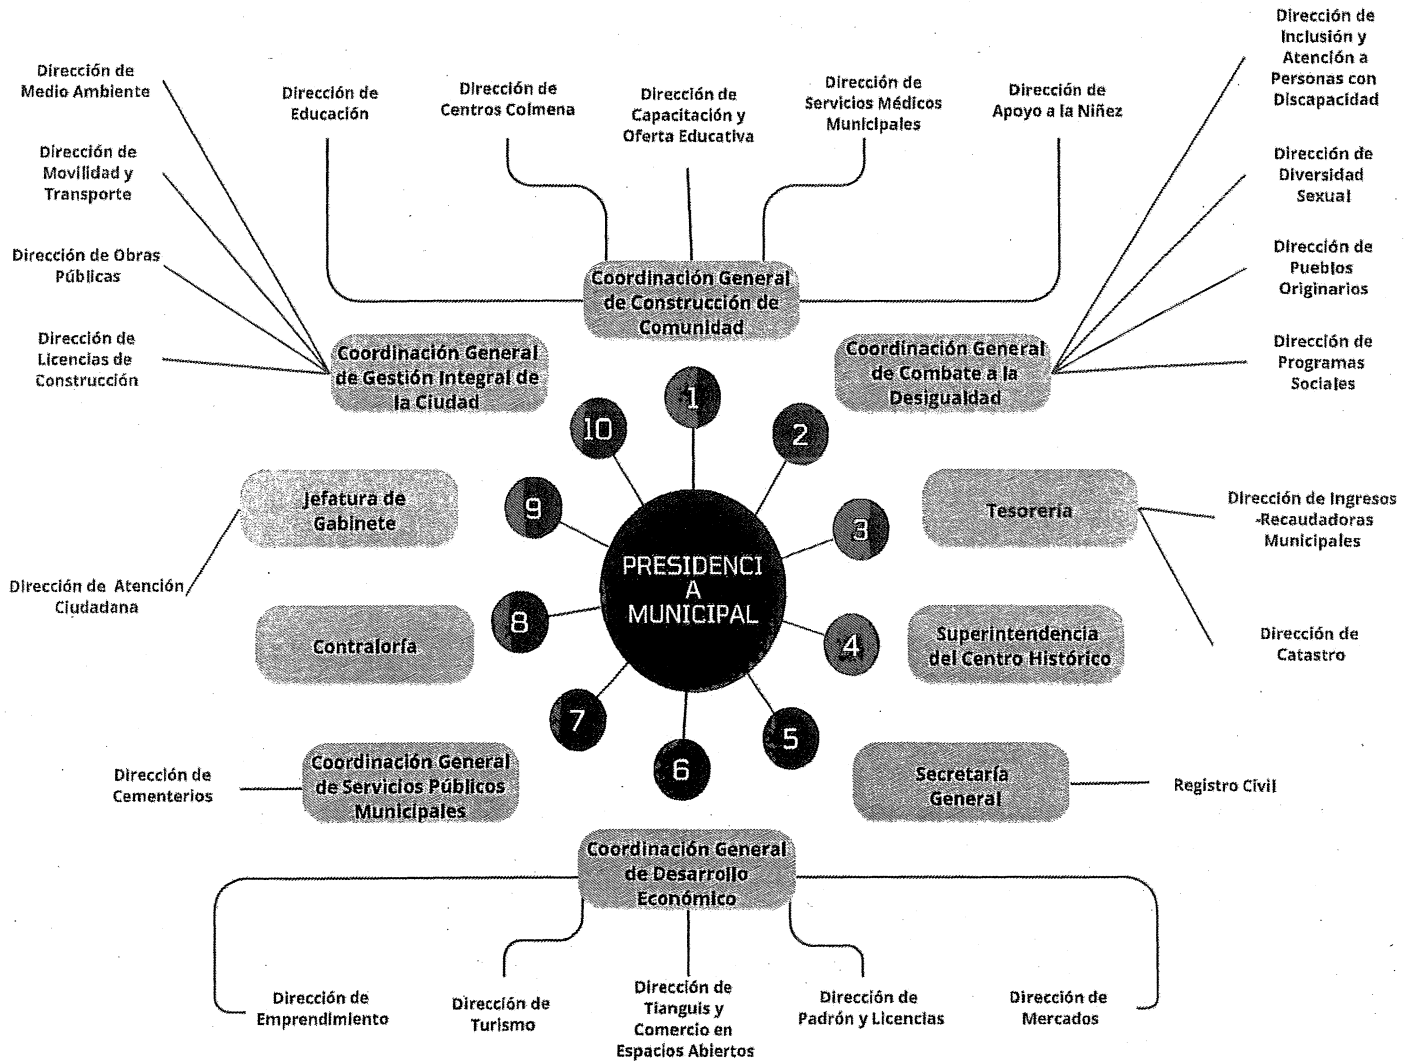 Dirección de
Medio Ambiente
Dirección de
Movilidad y
Transporte
Dirección de Obras
Públicas
Dirección de
Licencias de
Construcción
Dirección de
Educación
Dirección de
Centros Colmena
Dirección de
Capacitación y
Oferta Educativa
Dirección de
Servicios Médicos
Municipales
Dirección de
Apoyo a la Niñez
Dirección de
Inclusión y
Atención a
Personas con
Discapacidad
Dirección de
Diversidad
Sexual
Dirección de
Pueblos
Originarios
Dirección de
Programas
Sociales
Coordinación General
de Construcción de
Comunidad
Coordinación General
de Gestión Integral de
la Ciudad
Coordinación General
de Combate a la
Desigualdad
1
2
3
4
5
6
7
8
9
10
PRESIDENCI
A
MUNICIPAL
Jefatura de
Gabinete
Dirección de Atención
Ciudadana
Contraloría
Coordinación General
de Servicios Públicos
Municipales
Dirección de
Cementerios
Tesorería
Dirección de Ingresos
-Recaudadoras
Municipales
Dirección de
Catastro
Superintendencia
del Centro Histórico
Secretaría
General
Registro Civil
Coordinación General
de Desarrollo
Económico
Dirección de
Emprendimiento
Dirección de
Turismo
Dirección de
Tianguis y
Comercio en
Espacios Abiertos
Dirección de
Padrón y Licencias
Dirección de
Mercados